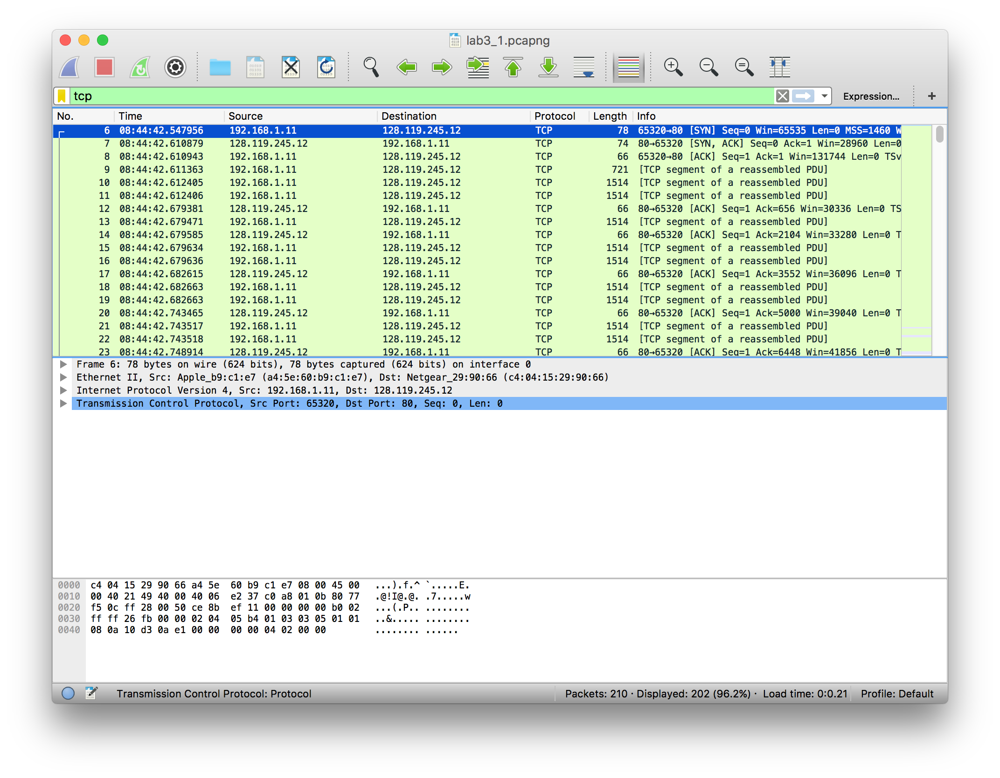 lab3_1.pcapng
tcp
Expression... +
No. Time Source Destination Protocol Length Info
6 08:44:42.547956 192.168.1.11 128.119.245.12 TCP 78 65320→80 [SYN] Seq=0 Win=65535 Len=0 MSS=1460 W
7 08:44:42.610879 128.119.245.12 192.168.1.11 TCP 74 80→65320 [SYN, ACK] Seq=0 Ack=1 Win=28960 Len=0
8 08:44:42.610943 192.168.1.11 128.119.245.12 TCP 66 65320→80 [ACK] Seq=1 Ack=1 Win=131744 Len=0 TSv
9 08:44:42.611363 192.168.1.11 128.119.245.12 TCP 721 [TCP segment of a reassembled PDU]
10 08:44:42.612405 192.168.1.11 128.119.245.12 TCP 1514 [TCP segment of a reassembled PDU]
11 08:44:42.612406 192.168.1.11 128.119.245.12 TCP 1514 [TCP segment of a reassembled PDU]
12 08:44:42.679381 128.119.245.12 192.168.1.11 TCP 66 80→65320 [ACK] Seq=1 Ack=656 Win=30336 Len=0 TS
13 08:44:42.679471 192.168.1.11 128.119.245.12 TCP 1514 [TCP segment of a reassembled PDU]
14 08:44:42.679585 128.119.245.12 192.168.1.11 TCP 66 80→65320 [ACK] Seq=1 Ack=2104 Win=33280 Len=0 T
15 08:44:42.679634 192.168.1.11 128.119.245.12 TCP 1514 [TCP segment of a reassembled PDU]
16 08:44:42.679636 192.168.1.11 128.119.245.12 TCP 1514 [TCP segment of a reassembled PDU]
17 08:44:42.682615 128.119.245.12 192.168.1.11 TCP 66 80→65320 [ACK] Seq=1 Ack=3552 Win=36096 Len=0 T
18 08:44:42.682663 192.168.1.11 128.119.245.12 TCP 1514 [TCP segment of a reassembled PDU]
19 08:44:42.682663 192.168.1.11 128.119.245.12 TCP 1514 [TCP segment of a reassembled PDU]
20 08:44:42.743465 128.119.245.12 192.168.1.11 TCP 66 80→65320 [ACK] Seq=1 Ack=5000 Win=39040 Len=0 T
21 08:44:42.743517 192.168.1.11 128.119.245.12 TCP 1514 [TCP segment of a reassembled PDU]
22 08:44:42.743518 192.168.1.11 128.119.245.12 TCP 1514 [TCP segment of a reassembled PDU]
23 08:44:42.748914 128.119.245.12 192.168.1.11 TCP 66 80→65320 [ACK] Seq=1 Ack=6448 Win=41856 Len=0 T
Frame 6: 78 bytes on wire (624 bits), 78 bytes captured (624 bits) on interface 0
Ethernet II, Src: Apple_b9:c1:e7 (a4:5e:60:b9:c1:e7), Dst: Netgear_29:90:66 (c4:04:15:29:90:66)
Internet Protocol Version 4, Src: 192.168.1.11, Dst: 128.119.245.12
Transmission Control Protocol, Src Port: 65320, Dst Port: 80, Seq: 0, Len: 0
0000 c4 04 15 29 90 66 a4 5e 60 b9 c1 e7 08 00 45 00 ...).f.^ `.....E.
0010 00 40 21 49 40 00 40 06 e2 37 c0 a8 01 0b 80 77 .@!I@.@. .7.....w
0020 f5 0c ff 28 00 50 ce 8b ef 11 00 00 00 00 b0 02 ...(.P.. ........
0030 ff ff 26 fb 00 00 02 04 05 b4 01 03 03 05 01 01 ..&..... ........
0040 08 0a 10 d3 0a e1 00 00 00 00 04 02 00 00 ........ ......
Transmission Control Protocol: Protocol Packets: 210 · Displayed: 202 (96.2%) · Load time: 0:0.21 Profile: Default